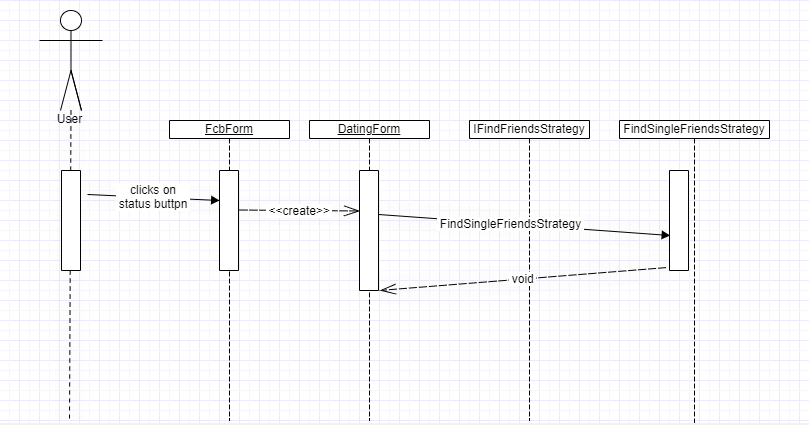 User
FcbForm
DatingForm
IFindFriendsStrategy
FindSingleFriendsStrategy
clicks on
status buttpn
<<create>>
FindSingleFriendsStrategy
void